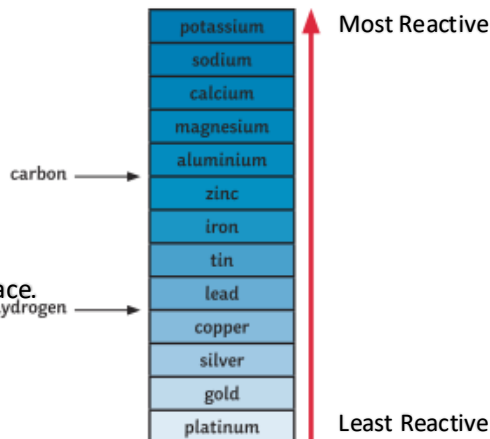 potassium
Most Reactive
sodium
calcium
magnesium
aluminium
carbon
zinc
iron
tin
ace.
lead
ydrogen
copper
silver
gold
platinum
Least Reactive